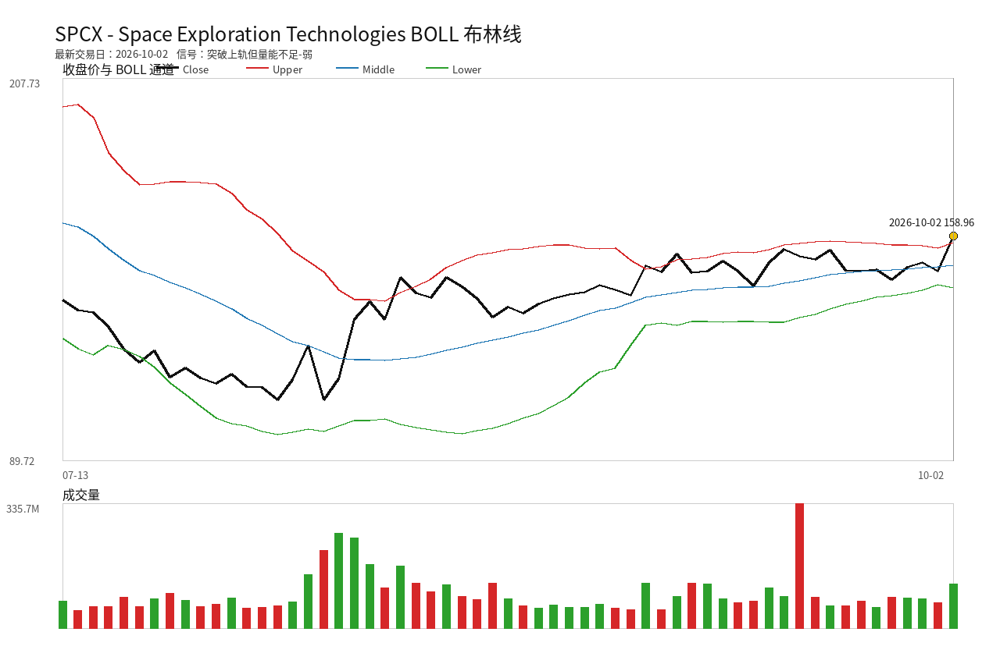 SPCX - Space Exploration Technologies BOLL 布林线
最新交易日：2026-10-02 信号：突破上轨但量能不足-弱
收盘价与 BOLL 通道 Close Upper Middle Lower
207.73
2026-10-02 158.96
89.72
07-13 10-02
成交量
335.7M